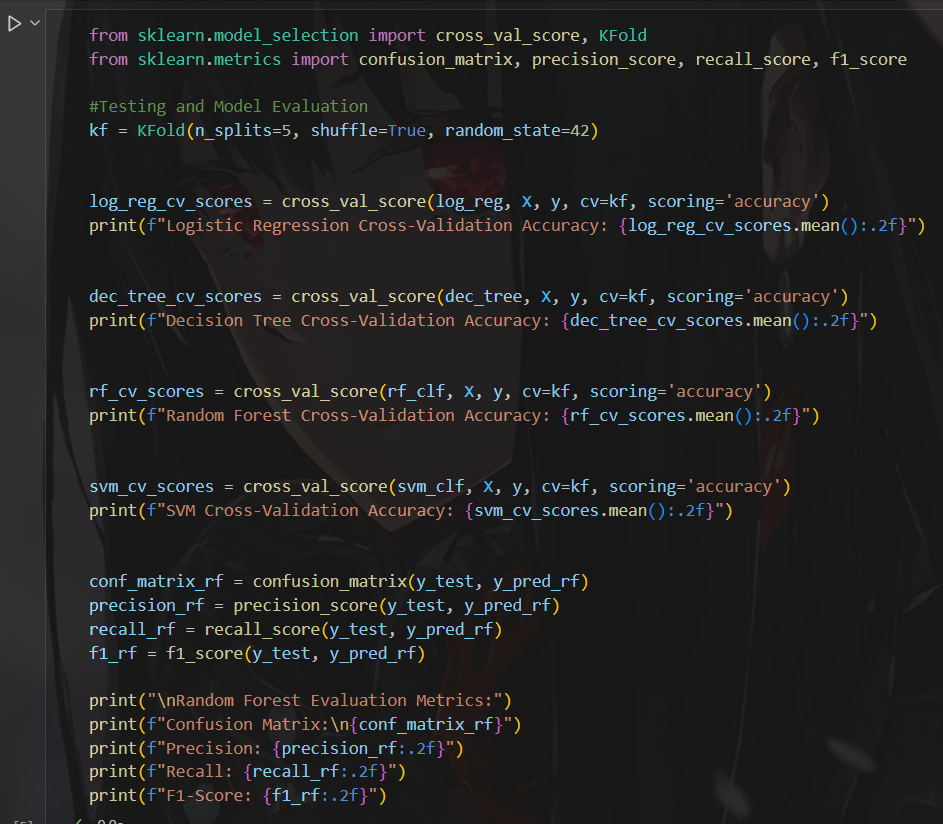 from sklearn.model_selection import cross_val_score, KFold
from sklearn.metrics import confusion_matrix, precision_score, recall_score, f1_score
#Testing and Model Evaluation
kf = KFold(n_splits=5, shuffle=True, random_state=42)
log_reg_cv_scores = cross_val_score(log_reg, X, y, cv=kf, scoring='accuracy')
print(f"Logistic Regression Cross-Validation Accuracy: {log_reg_cv_scores.mean():.2f}")
dec_tree_cv_scores = cross_val_score(dec_tree, X, y, cv=kf, scoring='accuracy')
print(f"Decision Tree Cross-Validation Accuracy: {dec_tree_cv_scores.mean():.2f}")
rf_cv_scores = cross_val_score(rf_clf, X, y, cv=kf, scoring='accuracy')
print(f"Random Forest Cross-Validation Accuracy: {rf_cv_scores.mean():.2f}")
svm_cv_scores = cross_val_score(svm_clf, X, y, cv=kf, scoring='accuracy')
print(f"SVM Cross-Validation Accuracy: {svm_cv_scores.mean():.2f}")
conf_matrix_rf = confusion_matrix(y_test, y_pred_rf)
precision_rf = precision_score(y_test, y_pred_rf)
recall_rf = recall_score(y_test, y_pred_rf)
f1_rf = f1_score(y_test, y_pred_rf)
print("\nRandom Forest Evaluation Metrics:")
print(f"Confusion Matrix:\n{conf_matrix_rf}")
print(f"Precision: {precision_rf:.2f}")
print(f"Recall: {recall_rf:.2f}")
print(f"F1-Score: {f1_rf:.2f}")